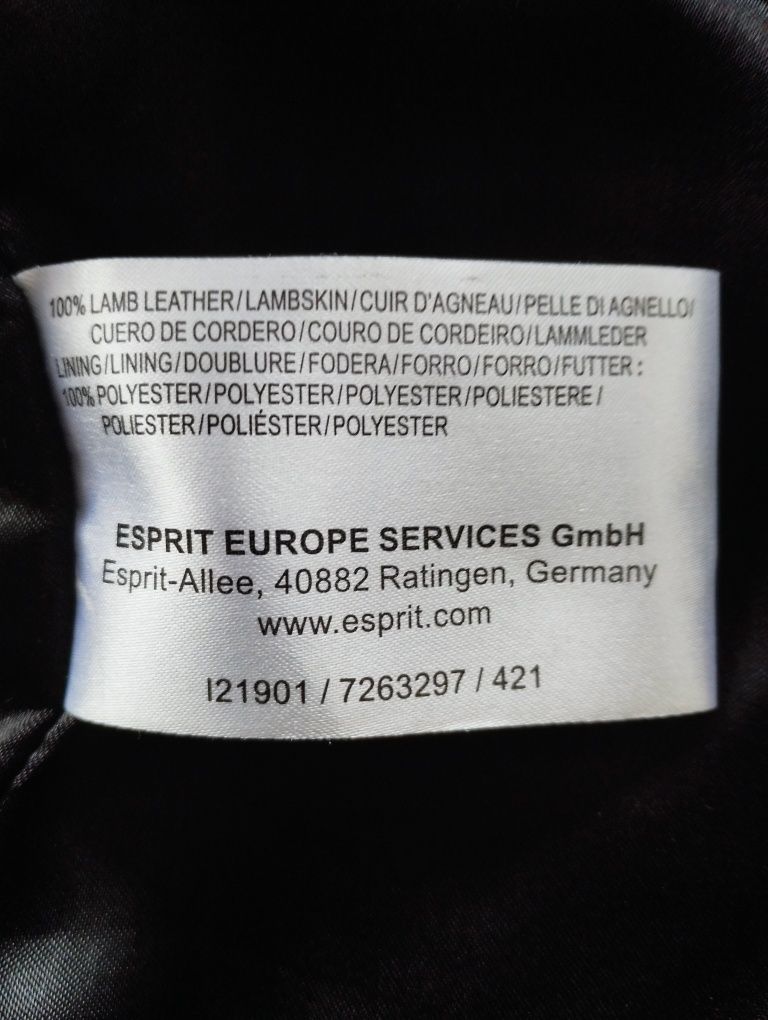 100% LAMB LEATHER/LAMBSKIN/CUIR D'AGNEAU/PELLE DI AGNELLO/
CUERO DE CORDERO/COURO DE CORDEIRO/LAMMLEDER
LINING/LINING/DOUBLURE/FODERA/FORRO/FORRO/FUTTER:
100% POLYESTER/POLYESTER/POLYESTER/POLIESTERE/
POLIESTER/POLIÉSTER/POLYESTER
ESPRIT EUROPE SERVICES GmbH
Esprit-Allee, 40882 Ratingen, Germany
www.esprit.com
I21901 / 7263297 / 421